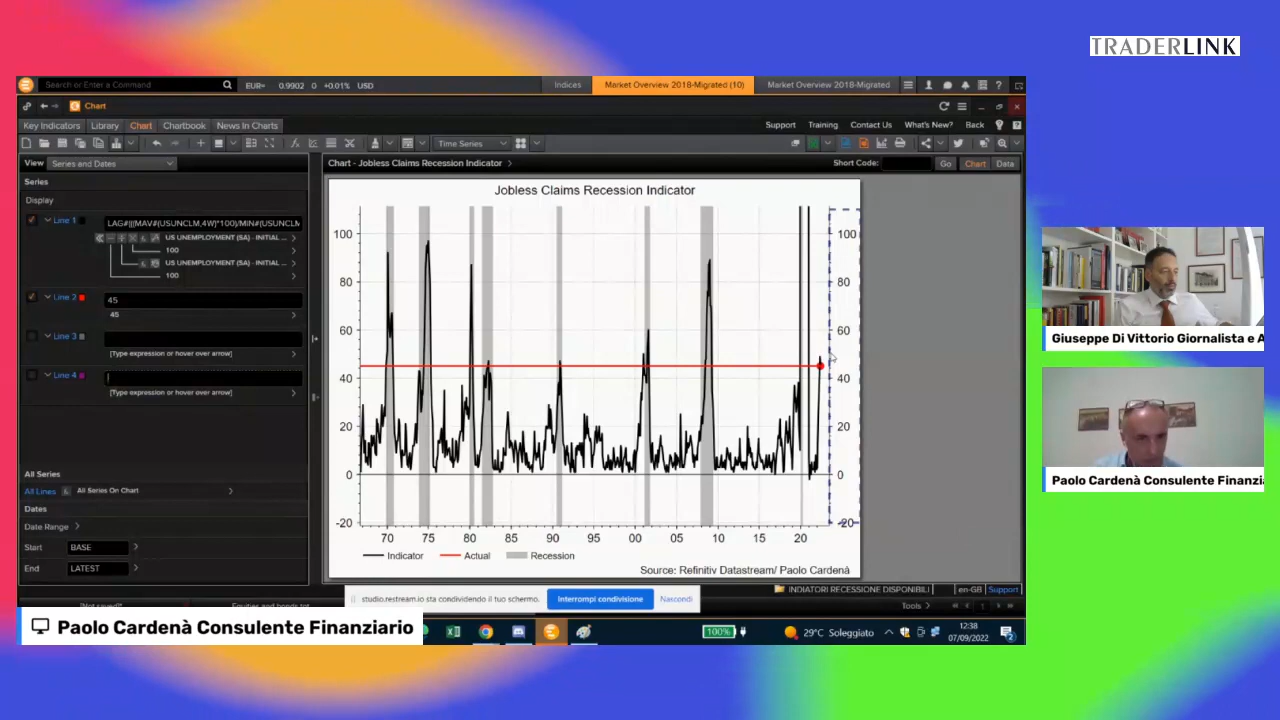 TRADERLINK
Search or Enter a Command
EUR= 0.9902 0 +0.01% USD
Indices
Market Overview 2018-Migrated (10)
Market Overview 2018-Migrated
Chart
Key Indicators Library Chart Chartbook News In Charts
Support Training Contact Us What's New? Back
Time Series
View Series and Dates
Chart - Jobless Claims Recession Indicator
Short Code: Go Chart Data
Series
Display
Line 1 LAG#(((MAV#(USUNCLM,4W)*100)/MIN#(USUNCLM
US UNEMPLOYMENT (SA) - INITIAL ...
100
US UNEMPLOYMENT (SA) - INITIAL ...
100
Line 2 45
45
Line 3
[Type expression or hover over arrow]
Line 4
[Type expression or hover over arrow]
All Series
All Lines All Series On Chart
Dates
Date Range
Start BASE
End LATEST
Jobless Claims Recession Indicator
100 100
80 80
60 60
40 40
20 20
0 0
-20 -20
70 75 80 85 90 95 00 05 10 15 20
Indicator Actual Recession
Source: Refinitiv Datastream/ Paolo Cardenà
INDIATORI RECESSIONE DISPONIBILI en-GB Support
Tools
studio.restream.io sta condividendo il tuo schermo. Interrompi condivisione Nascondi
Paolo Cardenà Consulente Finanziario
100%
29°C Soleggiato
12:38
07/09/2022
2
Giuseppe Di Vittorio Giornalista e A
Paolo Cardenà Consulente Finanzi